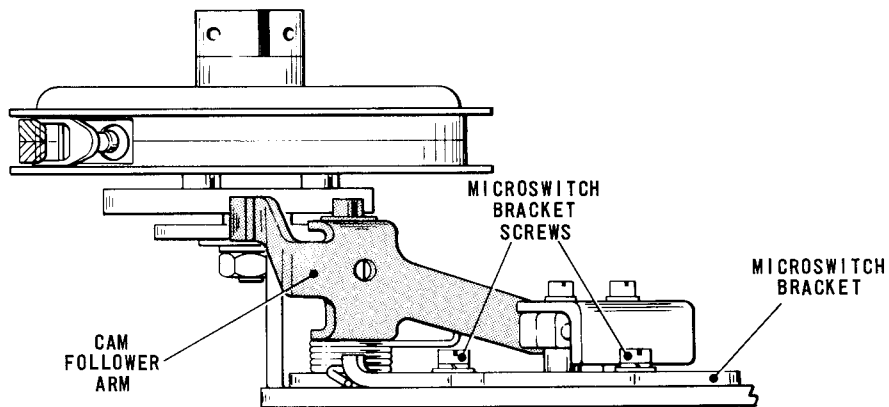 MICROSWITCH
BRACKET
SCREWS
MICROSWITCH
BRACKET
CAM
FOLLOWER
ARM